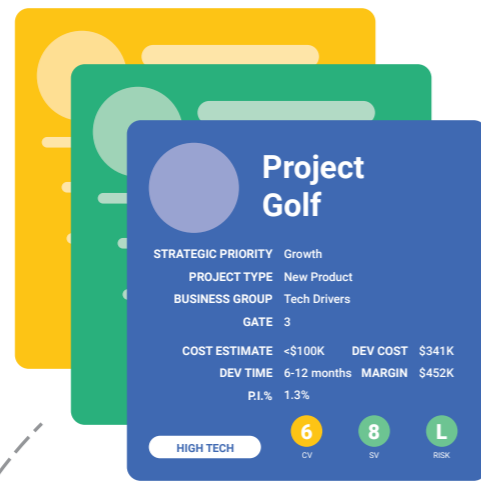 Project
Golf
STRATEGIC PRIORITY Growth
PROJECT TYPE New Product
BUSINESS GROUP Tech Drivers
GATE 3
COST ESTIMATE <$100K DEV COST $341K
DEV TIME 6-12 months MARGIN $452K
P.I.% 1.3%
HIGH TECH
6 8 L
CV SV RISK